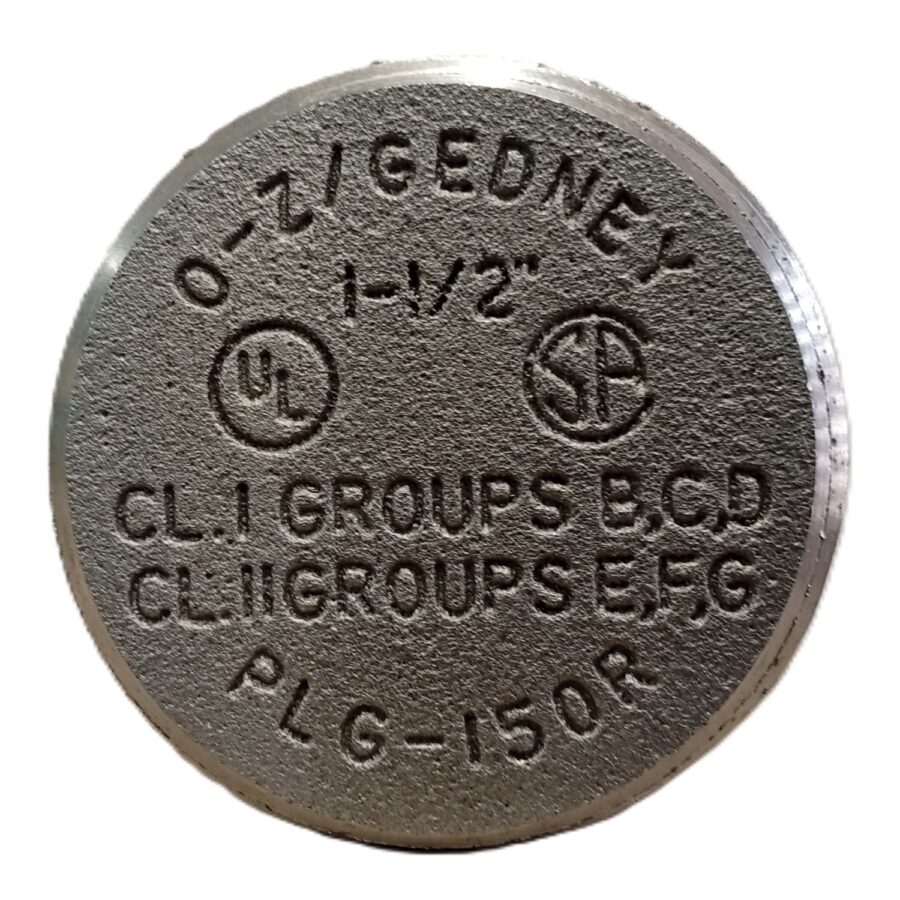 O-Z/GEDNEY
1-1/2"
UL SP
CL.I GROUPS B,C,D
CL.II GROUPS E,F,G
PLG-150R